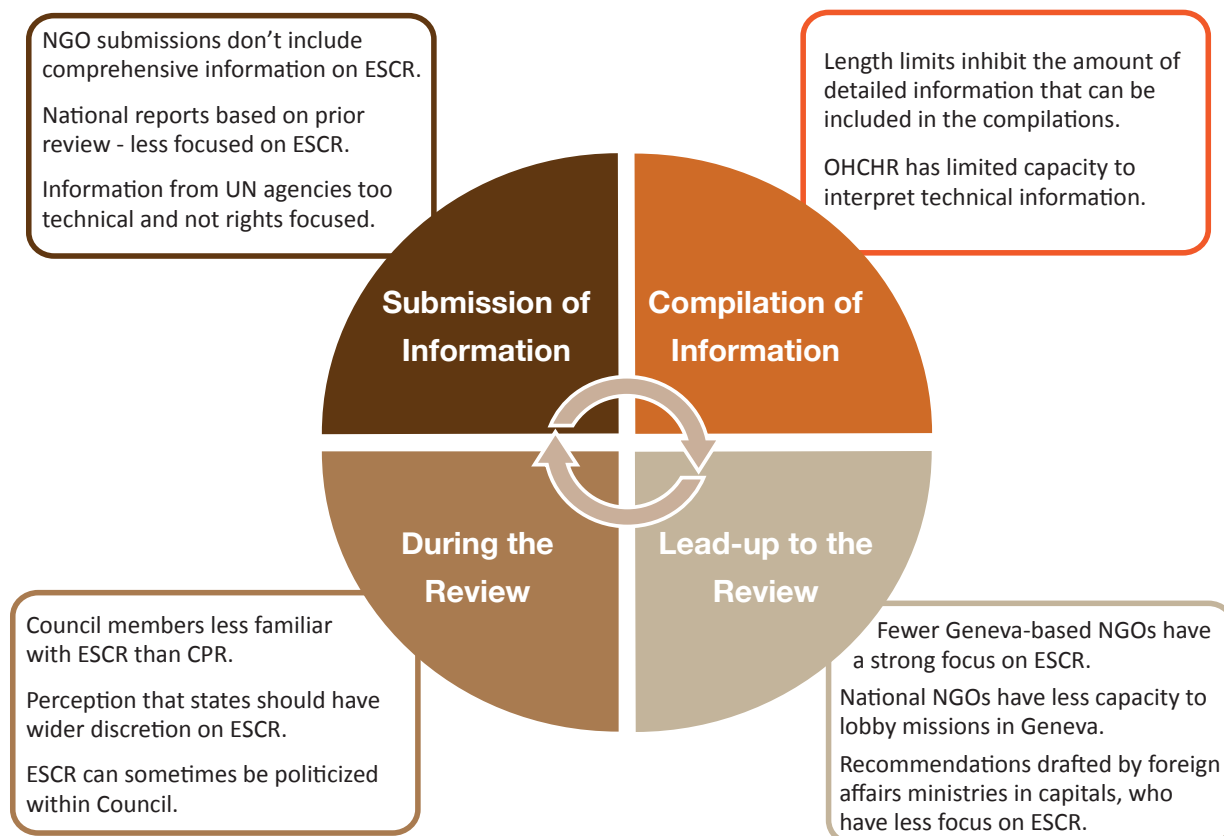 NGO submissions don’t include
comprehensive information on ESCR.
National reports based on prior
review - less focused on ESCR.
Information from UN agencies too
technical and not rights focused.
Length limits inhibit the amount of
detailed information that can be
included in the compilations.
OHCHR has limited capacity to
interpret technical information.
Submission of
Information
Compilation of
Information
During the
Review
Lead-up to the
Review
Council members less familiar
with ESCR than CPR.
Perception that states should have
wider discretion on ESCR.
ESCR can sometimes be politicized
within Council.
Fewer Geneva-based NGOs have
a strong focus on ESCR.
National NGOs have less capacity to
lobby missions in Geneva.
Recommendations drafted by foreign
affairs ministries in capitals, who
have less focus on ESCR.